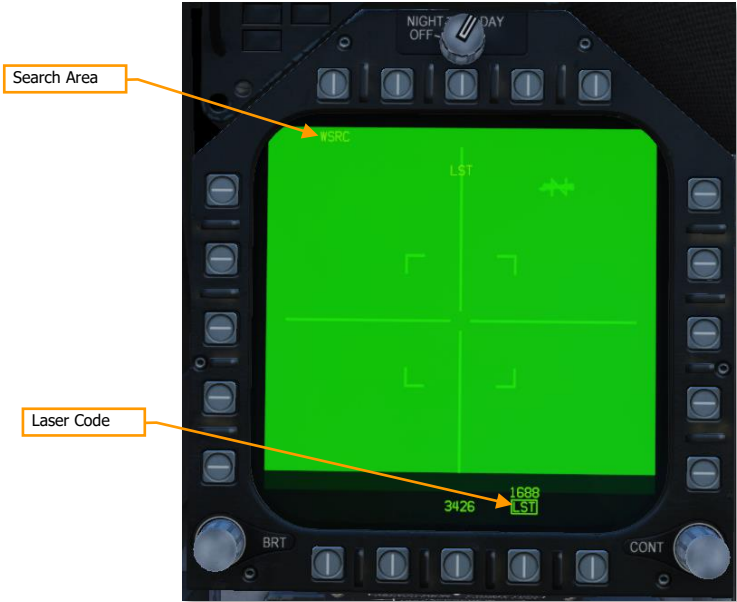 NIGHT DAY
OFF
Search Area
WSRC
LST
Laser Code
1688
3426 LST
BRT
CONT